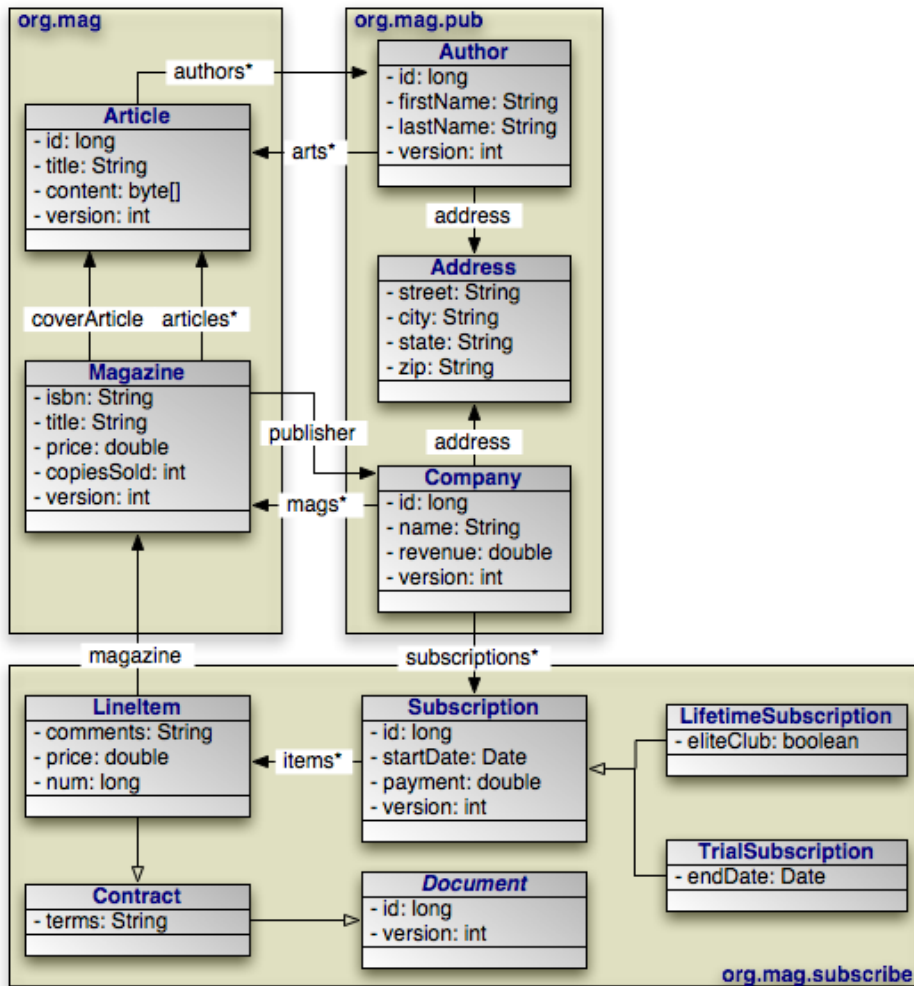 org.mag
org.mag.pub
Author
- id: long
- firstName: String
- lastName: String
- version: int
authors*
Article
- id: long
- title: String
- content: byte[]
- version: int
arts*
address
Address
- street: String
- city: String
- state: String
- zip: String
coverArticle
articles*
Magazine
- isbn: String
- title: String
- price: double
- copiesSold: int
- version: int
publisher
address
Company
- id: long
- name: String
- revenue: double
- version: int
mags*
magazine
subscriptions*
LineItem
- comments: String
- price: double
- num: long
items*
Subscription
- id: long
- startDate: Date
- payment: double
- version: int
LifetimeSubscription
- eliteClub: boolean
TrialSubscription
- endDate: Date
Contract
- terms: String
Document
- id: long
- version: int
org.mag.subscribe